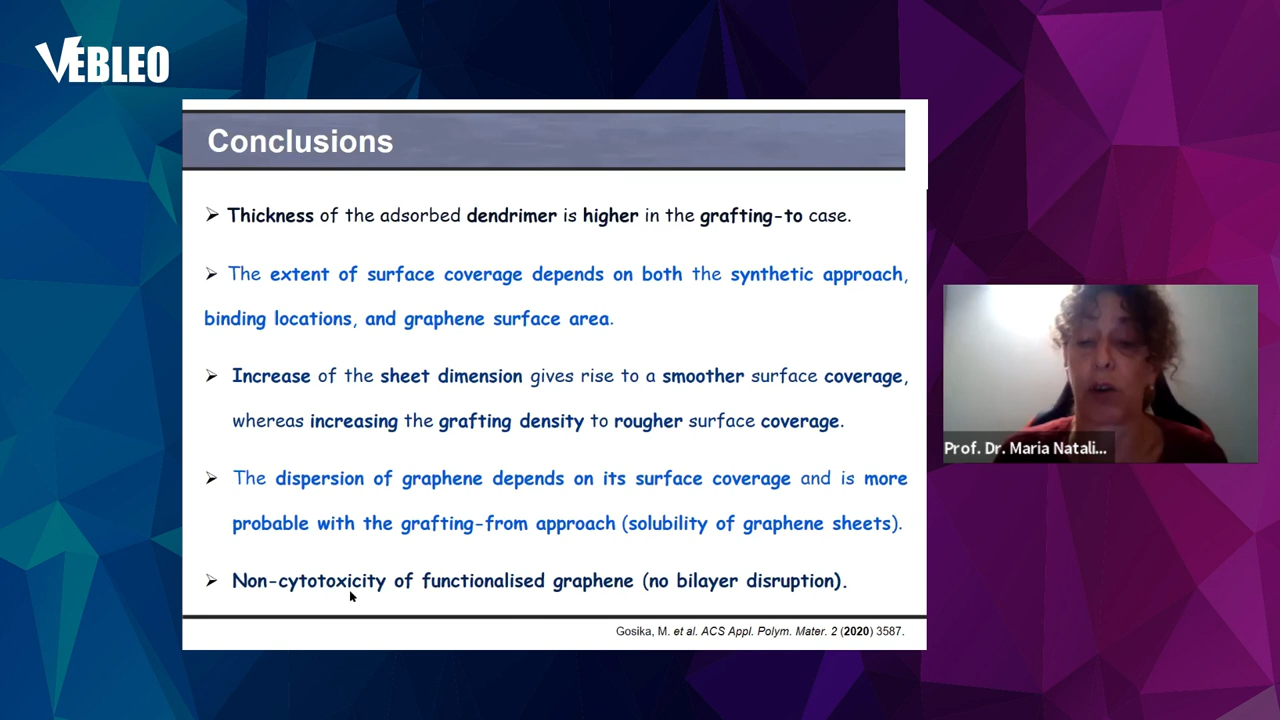 VEBLEO
Conclusions
➢ Thickness of the adsorbed dendrimer is higher in the grafting-to case.
➢ The extent of surface coverage depends on both the synthetic approach,
binding locations, and graphene surface area.
➢ Increase of the sheet dimension gives rise to a smoother surface coverage,
whereas increasing the grafting density to rougher surface coverage.
➢ The dispersion of graphene depends on its surface coverage and is more
probable with the grafting-from approach (solubility of graphene sheets).
➢ Non-cytotoxicity of functionalised graphene (no bilayer disruption).
Gosika, M. et al. ACS Appl. Polym. Mater. 2 (2020) 3587.
Prof. Dr. Maria Natali...